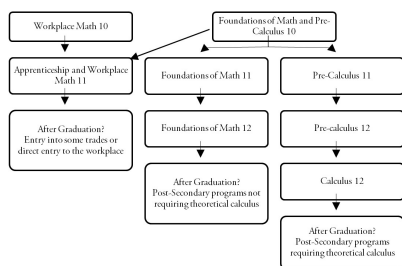 Workplace Math 10
Foundations of Math and Pre-
Calculus 10
Apprenticeship and Workplace
Math 11
Foundations of Math 11
Pre-Calculus 11
After Graduation?
Entry into some trades or
direct entry to the workplace
Foundations of Math 12
Pre-calculus 12
After Graduation?
Post-Secondary programs not
requiring theoretical calculus
Calculus 12
After Graduation?
Post-Secondary programs
requiring theoretical calculus